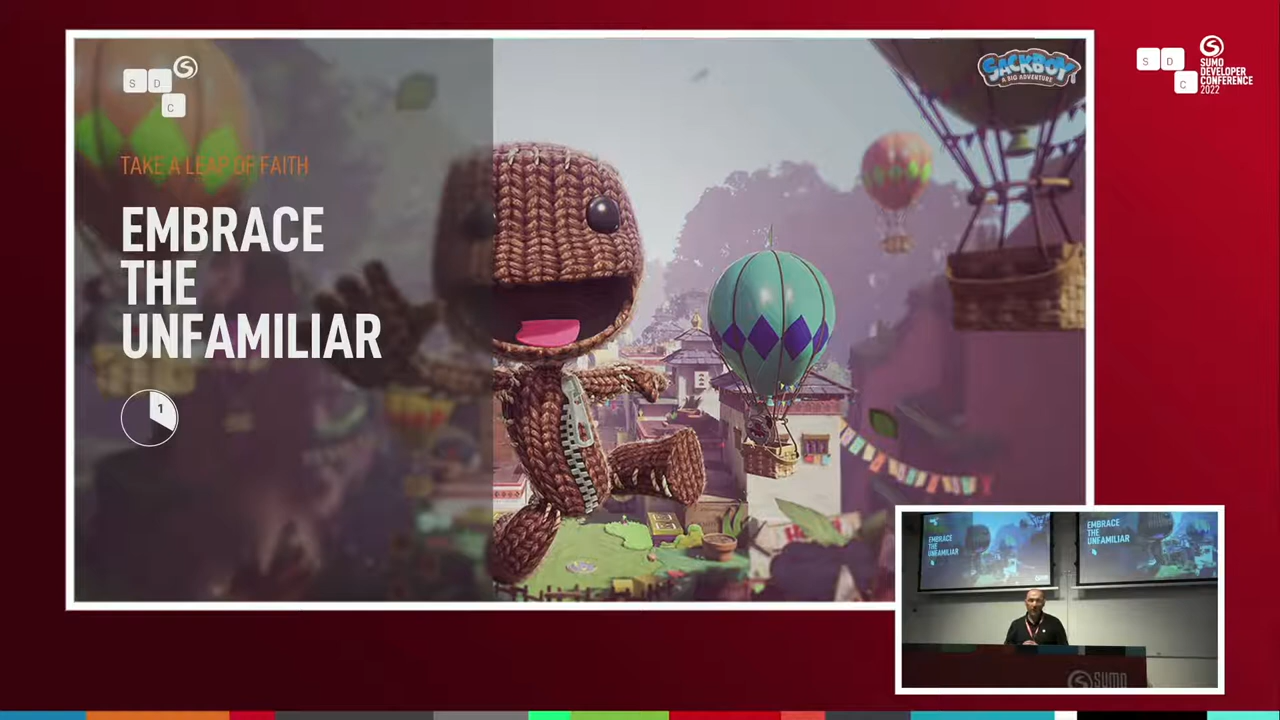 S D
C
TAKE A LEAP OF FAITH
EMBRACE
THE
UNFAMILIAR
1
SACKBOY
A BIG ADVENTURE
S D
C
SUMO
DEVELOPER
CONFERENCE
2022
EMBRACE
THE
UNFAMILIAR
EMBRACE
THE
UNFAMILIAR
SUMO